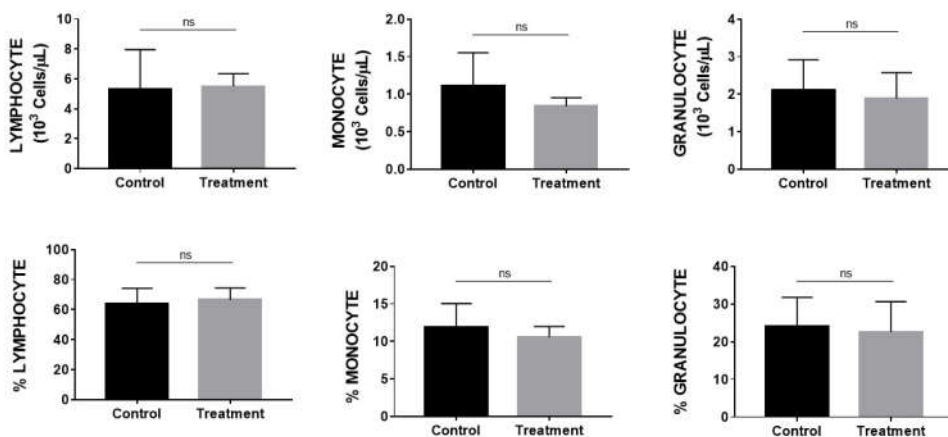 LYMPHOCYTE
(10³ Cells/µL)
10
8
6
4
2
0
ns
Control Treatment
MONOCYTE
(10³ Cells/µL)
2.0
1.5
1.0
0.5
0.0
ns
Control Treatment
GRANULOCYTE
(10³ Cells/µL)
4
3
2
1
0
ns
Control Treatment
% LYMPHOCYTE
100
80
60
40
20
0
ns
Control Treatment
% MONOCYTE
20
15
10
5
0
ns
Control Treatment
% GRANULOCYTE
40
30
20
10
0
ns
Control Treatment